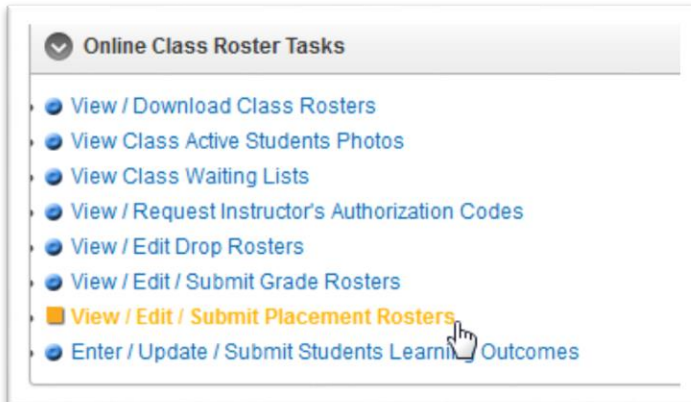 Online Class Roster Tasks
View / Download Class Rosters
View Class Active Students Photos
View Class Waiting Lists
View / Request Instructor's Authorization Codes
View / Edit Drop Rosters
View / Edit / Submit Grade Rosters
View / Edit / Submit Placement Rosters
Enter / Update / Submit Students Learning Outcomes